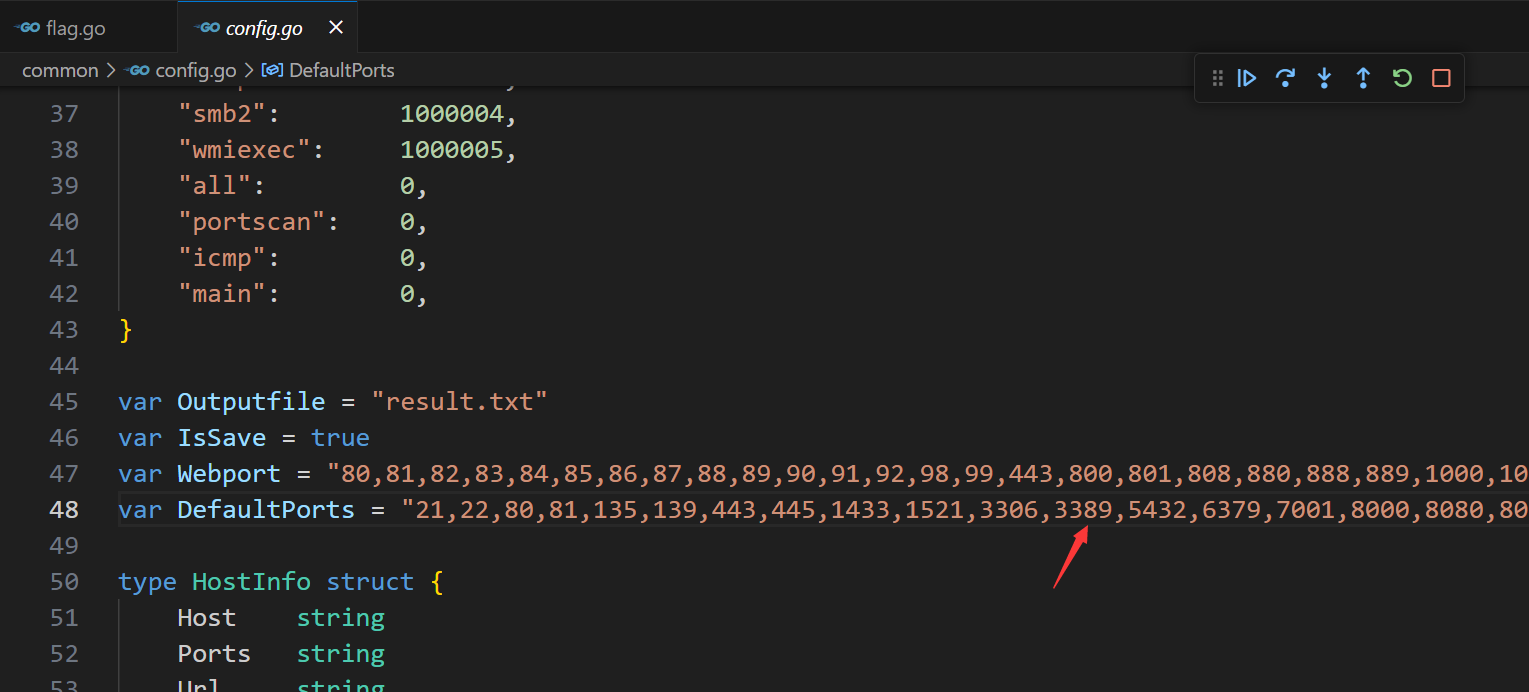 flag.go
config.go
common > config.go > DefaultPorts
37 "smb2": 1000004,
38 "wmiexec": 1000005,
39 "all": 0,
40 "portscan": 0,
41 "icmp": 0,
42 "main": 0,
43 }
44
45 var Outputfile = "result.txt"
46 var IsSave = true
47 var Webport = "80,81,82,83,84,85,86,87,88,89,90,91,92,98,99,443,800,801,808,880,888,889,1000,10
48 var DefaultPorts = "21,22,80,81,135,139,443,445,1433,1521,3306,3389,5432,6379,7001,8000,8080,80
49
50 type HostInfo struct {
51 Host string
52 Ports string
53 Url string